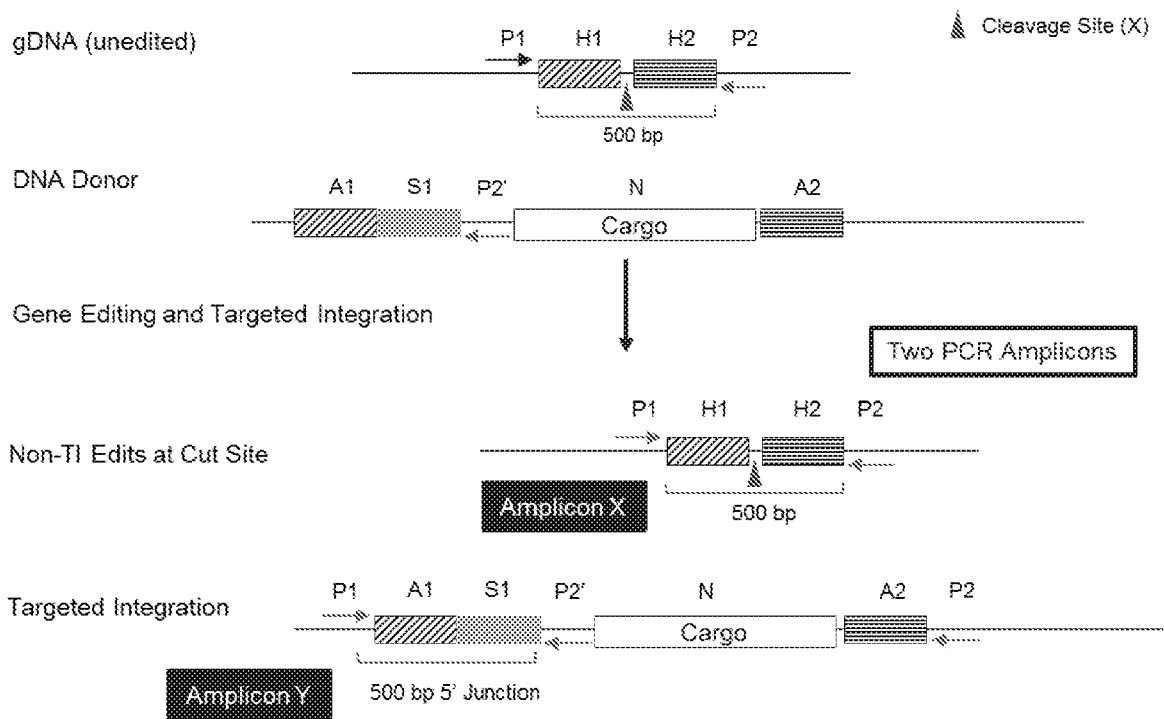 gDNA (unedited)
P1 H1 H2 P2
Cleavage Site (X)
500 bp
DNA Donor
A1 S1 P2' N A2
Cargo
Gene Editing and Targeted Integration
Two PCR Amplicons
P1 H1 H2 P2
Non-TI Edits at Cut Site
Amplicon X
500 bp
P1 A1 S1 P2' N A2 P2
Targeted Integration
Cargo
Amplicon Y
500 bp 5' Junction